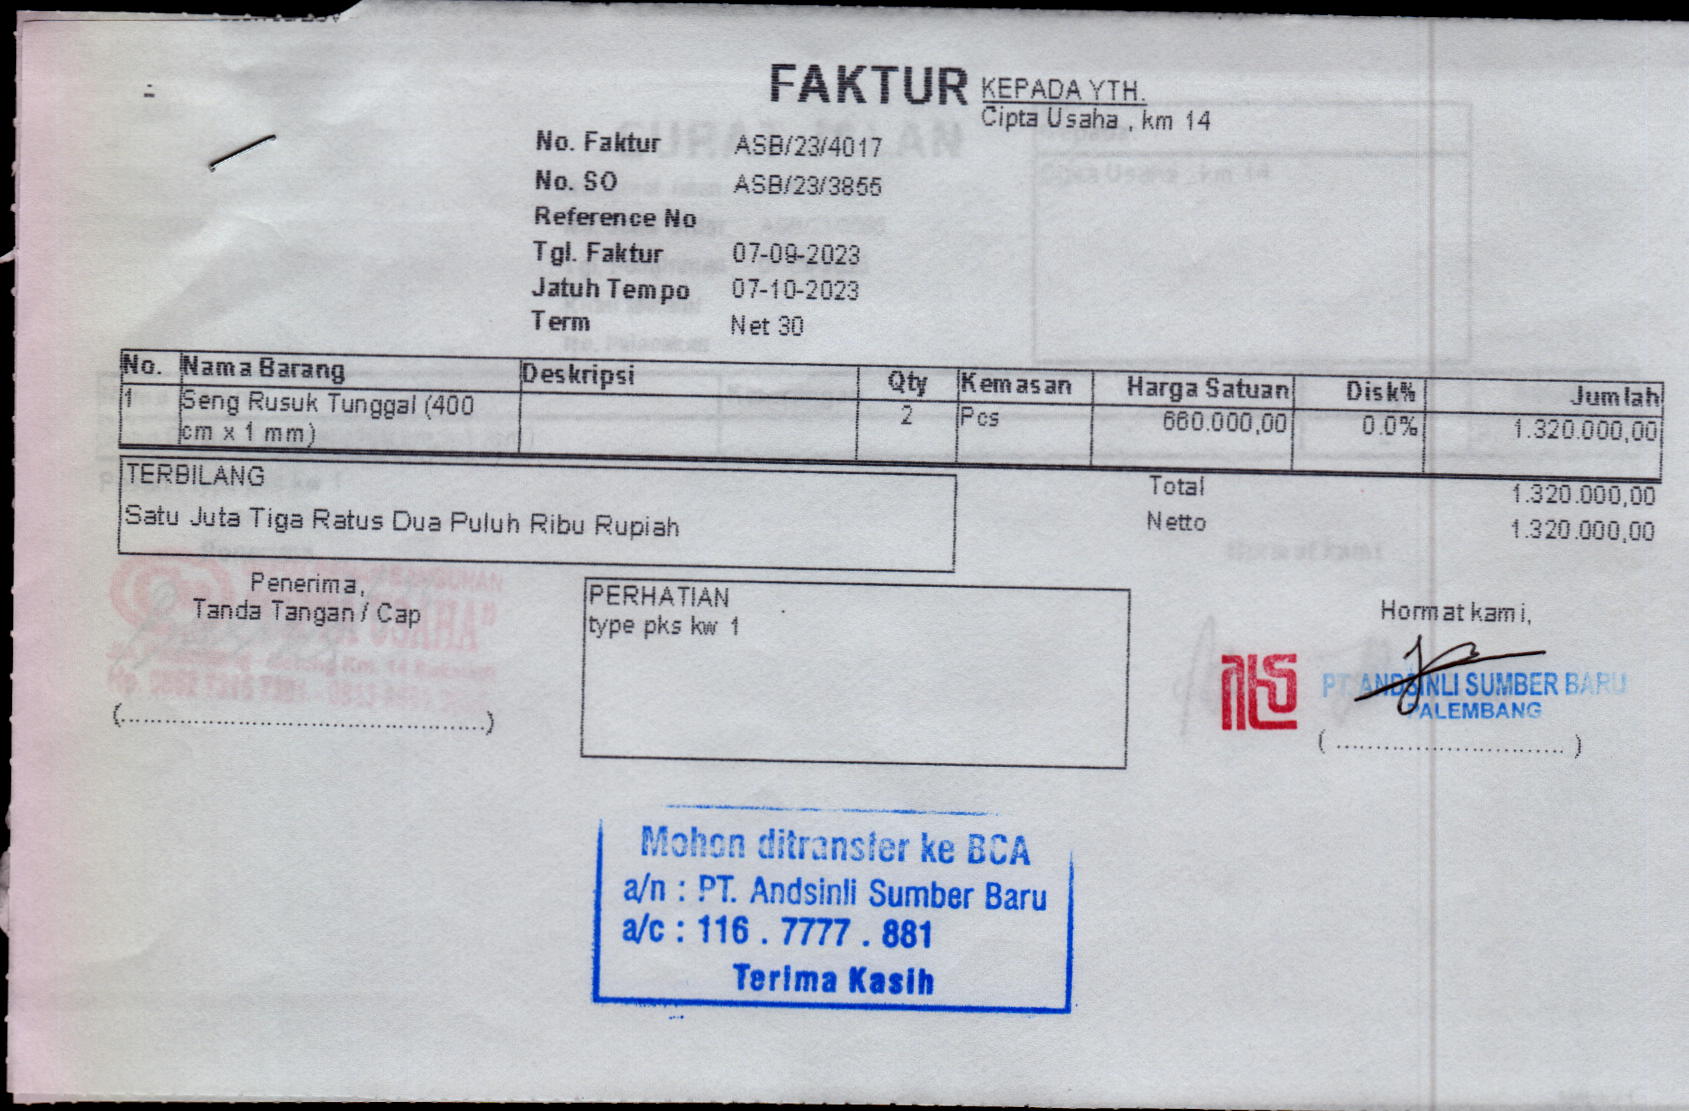 FAKTUR
KEPADA YTH.
Cipta Usaha , km 14
No. Faktur ASB/23/4017
No. SO ASB/23/3855
Reference No
Tgl. Faktur 07-09-2023
Jatuh Tempo 07-10-2023
Term Net 30
No. Nama Barang Deskripsi Qty Kemasan Harga Satuan Disk% Jumlah
1 Seng Rusuk Tunggal (400 2 Pcs 660.000,00 0.0% 1.320.000,00
cm x 1 mm)
TERBILANG
Satu Juta Tiga Ratus Dua Puluh Ribu Rupiah
Total 1.320.000,00
Netto 1.320.000,00
Penerima,
Tanda Tangan / Cap
(................................................)
PERHATIAN
type pks kw 1
Hormat kami,
PT ANDSINLI SUMBER BARU
PALEMBANG
( ............................. )
Mohon ditransfer ke BCA
a/n : PT. Andsinli Sumber Baru
a/c : 116 . 7777 . 881
Terima Kasih